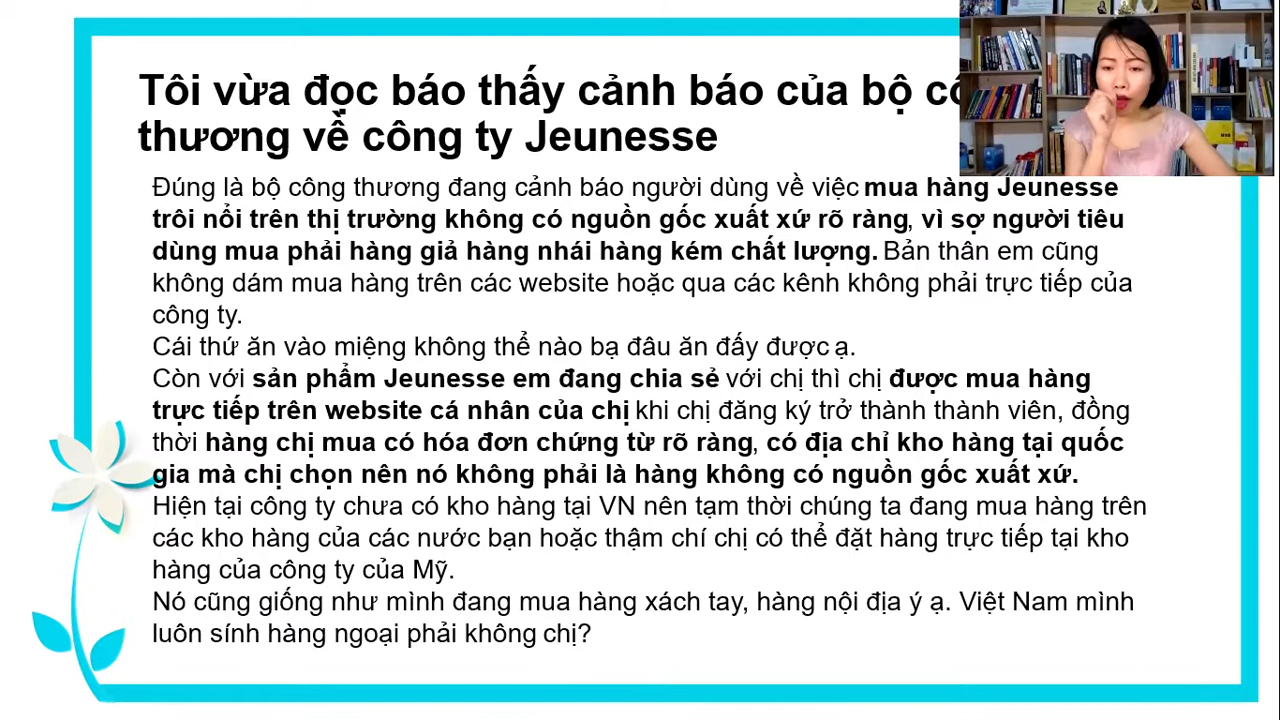 Tôi vừa đọc báo thấy cảnh báo của bộ
thương về công ty Jeunesse
Đúng là bộ công thương đang cảnh báo người dùng về việc mua hàng Jeunesse
trôi nổi trên thị trường không có nguồn gốc xuất xứ rõ ràng, vì sợ người tiêu
dùng mua phải hàng giả hàng nhái hàng kém chất lượng. Bản thân em cũng
không dám mua hàng trên các website hoặc qua các kênh không phải trực tiếp của
công ty.
Cái thứ ăn vào miệng không thể nào bạ đâu ăn đấy được ạ.
Còn với sản phẩm Jeunesse em đang chia sẻ với chị thì chị được mua hàng
trực tiếp trên website cá nhân của chị khi chị đăng ký trở thành thành viên, đồng
thời hàng chị mua có hóa đơn chứng từ rõ ràng, có địa chỉ kho hàng tại quốc
gia mà chị chọn nên nó không phải là hàng không có nguồn gốc xuất xứ.
Hiện tại công ty chưa có kho hàng tại VN nên tạm thời chúng ta đang mua hàng trên
các kho hàng của các nước bạn hoặc thậm chí chị có thể đặt hàng trực tiếp tại kho
hàng của công ty của Mỹ.
Nó cũng giống như mình đang mua hàng xách tay, hàng nội địa ý ạ. Việt Nam mình
luôn sính hàng ngoại phải không chị?